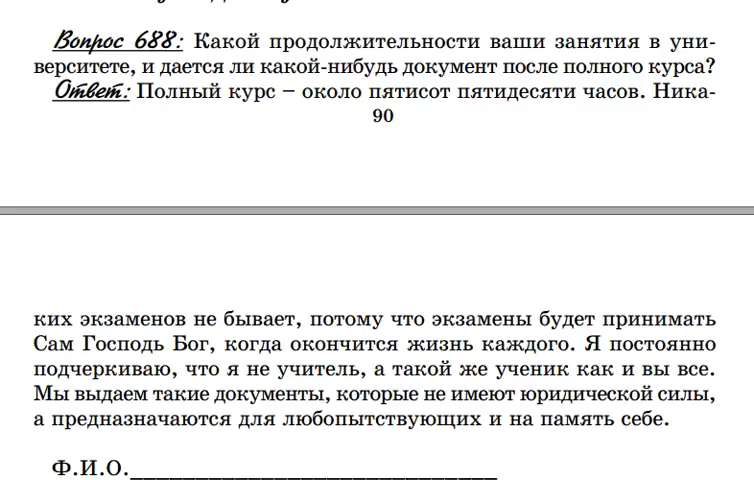 Вопрос 688: Какой продолжительности ваши занятия в уни-
верситете, и дается ли какой-нибудь документ после полного курса?
Ответ: Полный курс – около пятисот пятидесяти часов. Ника-
90
ких экзаменов не бывает, потому что экзамены будет принимать
Сам Господь Бог, когда окончится жизнь каждого. Я постоянно
подчеркиваю, что я не учитель, а такой же ученик как и вы все.
Мы выдаем такие документы, которые не имеют юридической силы,
а предназначаются для любопытствующих и на память себе.
Ф.И.О.____________________________